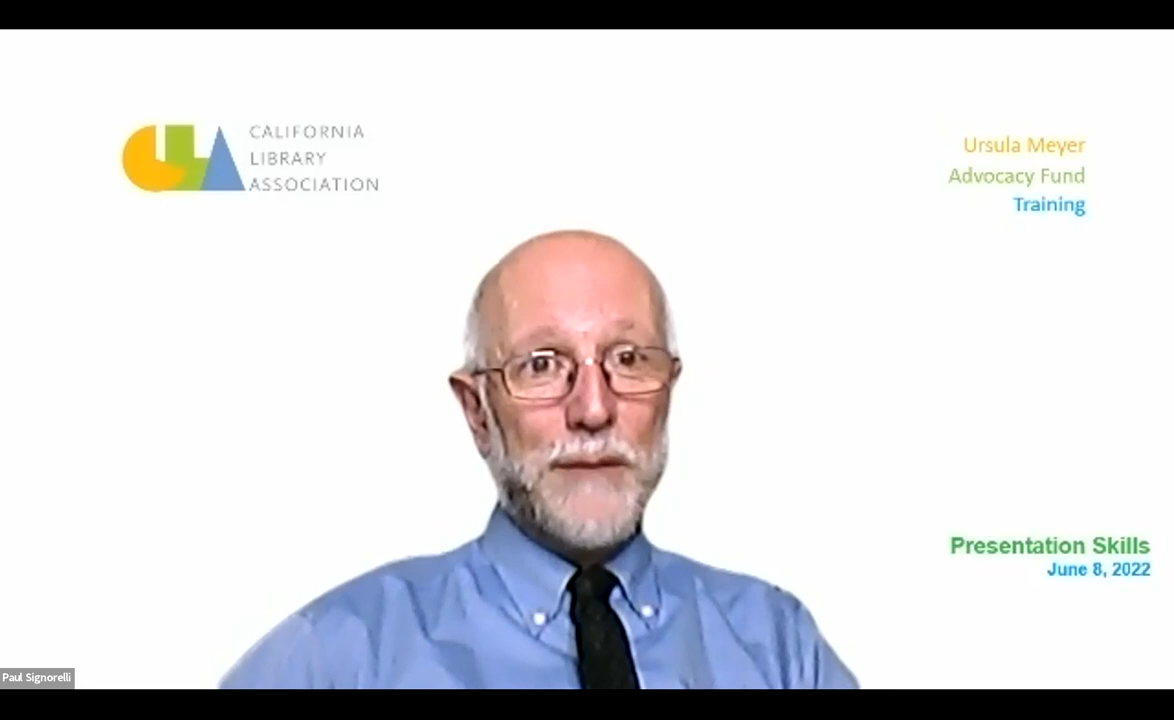 CALIFORNIA
LIBRARY
ASSOCIATION
Ursula Meyer
Advocacy Fund
Training
Presentation Skills
June 8, 2022
Paul Signorelli